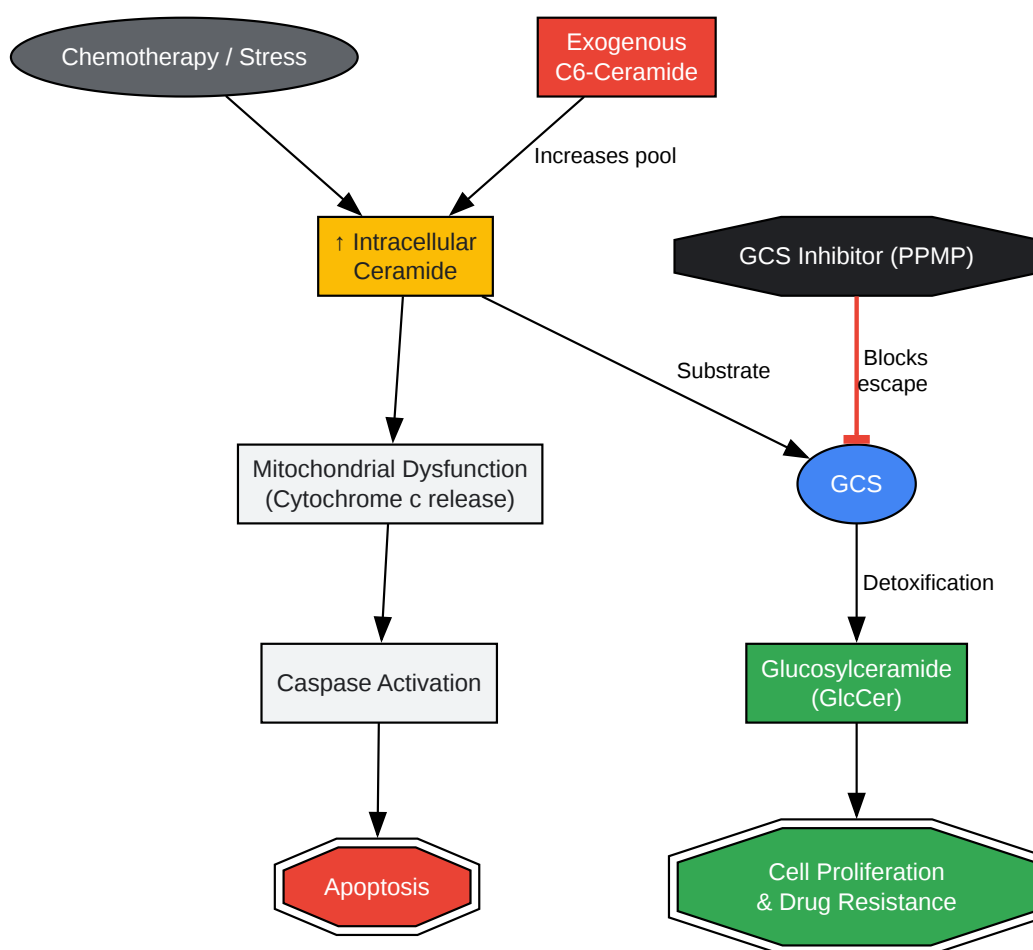 Chemotherapy / Stress
Exogenous
C6-Ceramide
Increases pool
↑ Intracellular
Ceramide
GCS Inhibitor (PPMP)
Substrate
Blocks
escape
Mitochondrial Dysfunction
(Cytochrome c release)
GCS
Detoxification
Caspase Activation
Glucosylceramide
(GlcCer)
Apoptosis
Cell Proliferation
& Drug Resistance